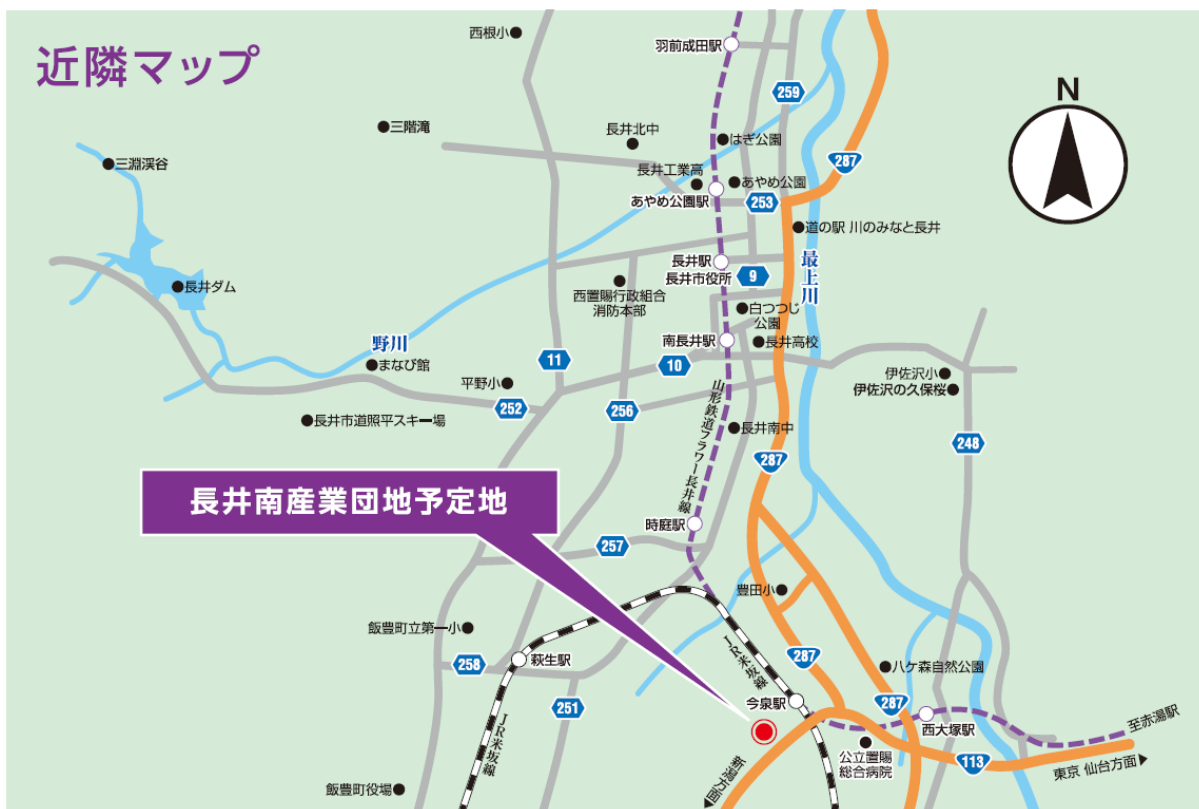 近隣マップ
西根小
羽前成田駅
259
N
三階滝
長井北中
はぎ公園
三淵渓谷
287
長井工業高
あやめ公園
あやめ公園駅
253
道の駅 川のみなと長井
最上川
長井駅
長井市役所
9
長井ダム
西置賜行政組合
消防本部
白つつじ
公園
野川
南長井駅
長井高校
まなび館
11
10
伊佐沢小
平野小
伊佐沢の久保桜
252
256
長井市道照平スキー場
山形鉄道フラワー長井線
長井南中
248
287
長井南産業団地予定地
時庭駅
257
豊田小
飯豊町立第一小
JR米坂線
萩生駅
258
287
八ケ森自然公園
251
今泉駅
287
西大塚駅
至赤湯駅
JR米坂線
公立置賜
総合病院
113
東京 仙台方面
新潟方面
飯豊町役場